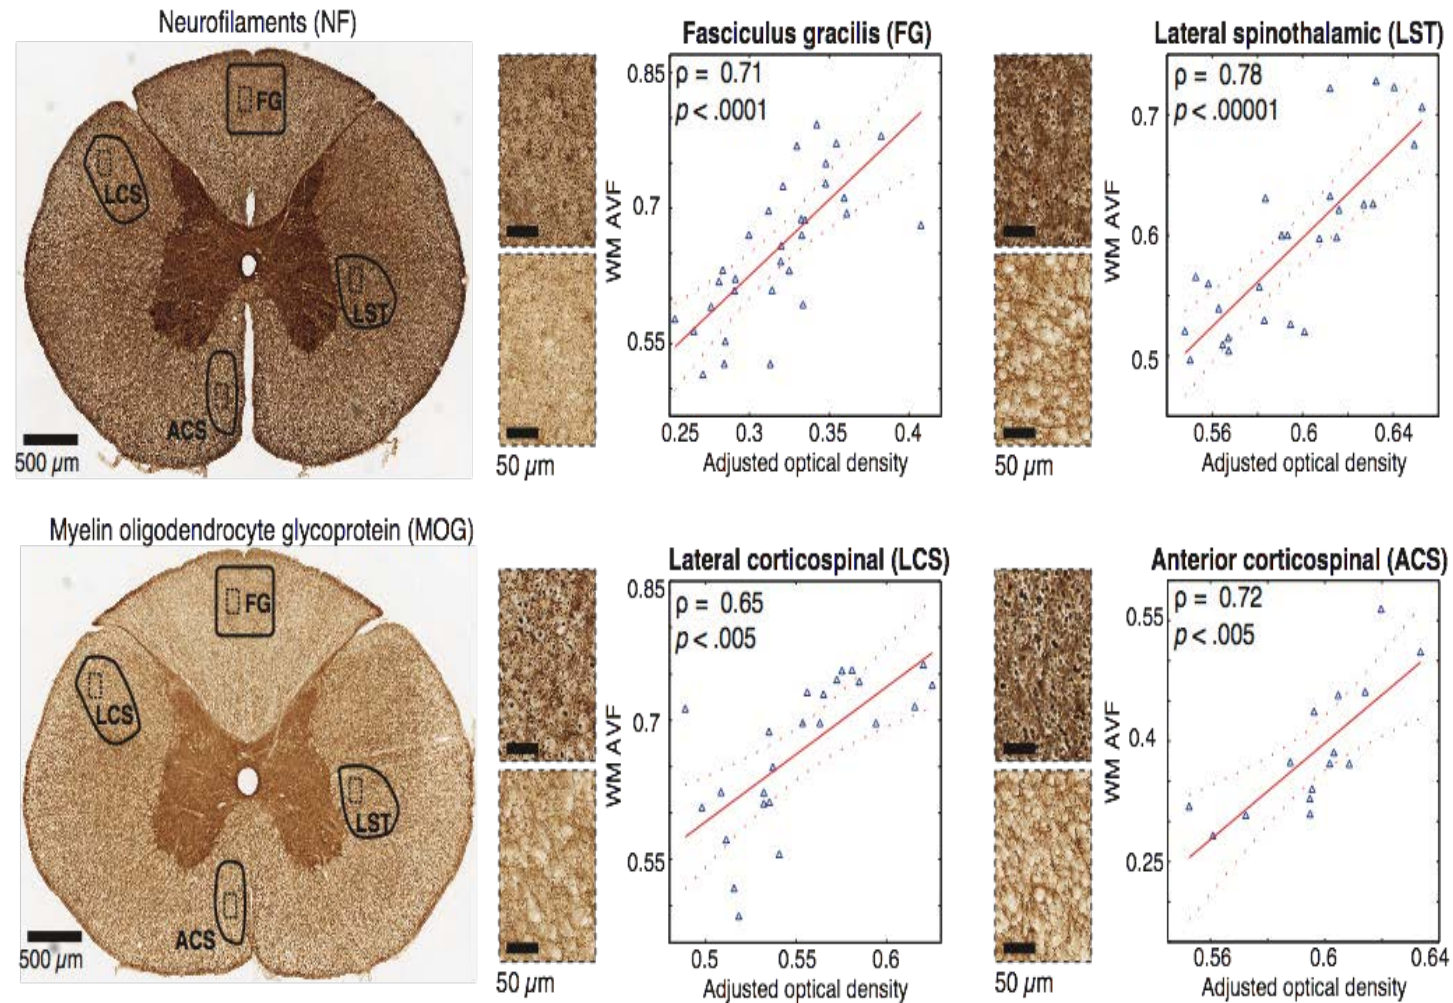 Neurofilaments (NF)
FG
LCS
LST
ACS
500 µm
50 µm
Fasciculus gracilis (FG)
ρ = 0.71
p < .0001
WM AVF
0.85
0.7
0.55
0.25
0.3
0.35
0.4
Adjusted optical density
50 µm
Lateral spinothalamic (LST)
ρ = 0.78
p < .00001
0.7
0.6
0.5
0.56
0.6
0.64
Adjusted optical density
Myelin oligodendrocyte glycoprotein (MOG)
FG
LCS
LST
ACS
500 µm
50 µm
Lateral corticospinal (LCS)
ρ = 0.65
p < .005
WM AVF
0.85
0.7
0.55
0.5
0.55
0.6
Adjusted optical density
50 µm
Anterior corticospinal (ACS)
ρ = 0.72
p < .005
WM AVF
0.55
0.4
0.25
0.56
0.6
0.64
Adjusted optical density